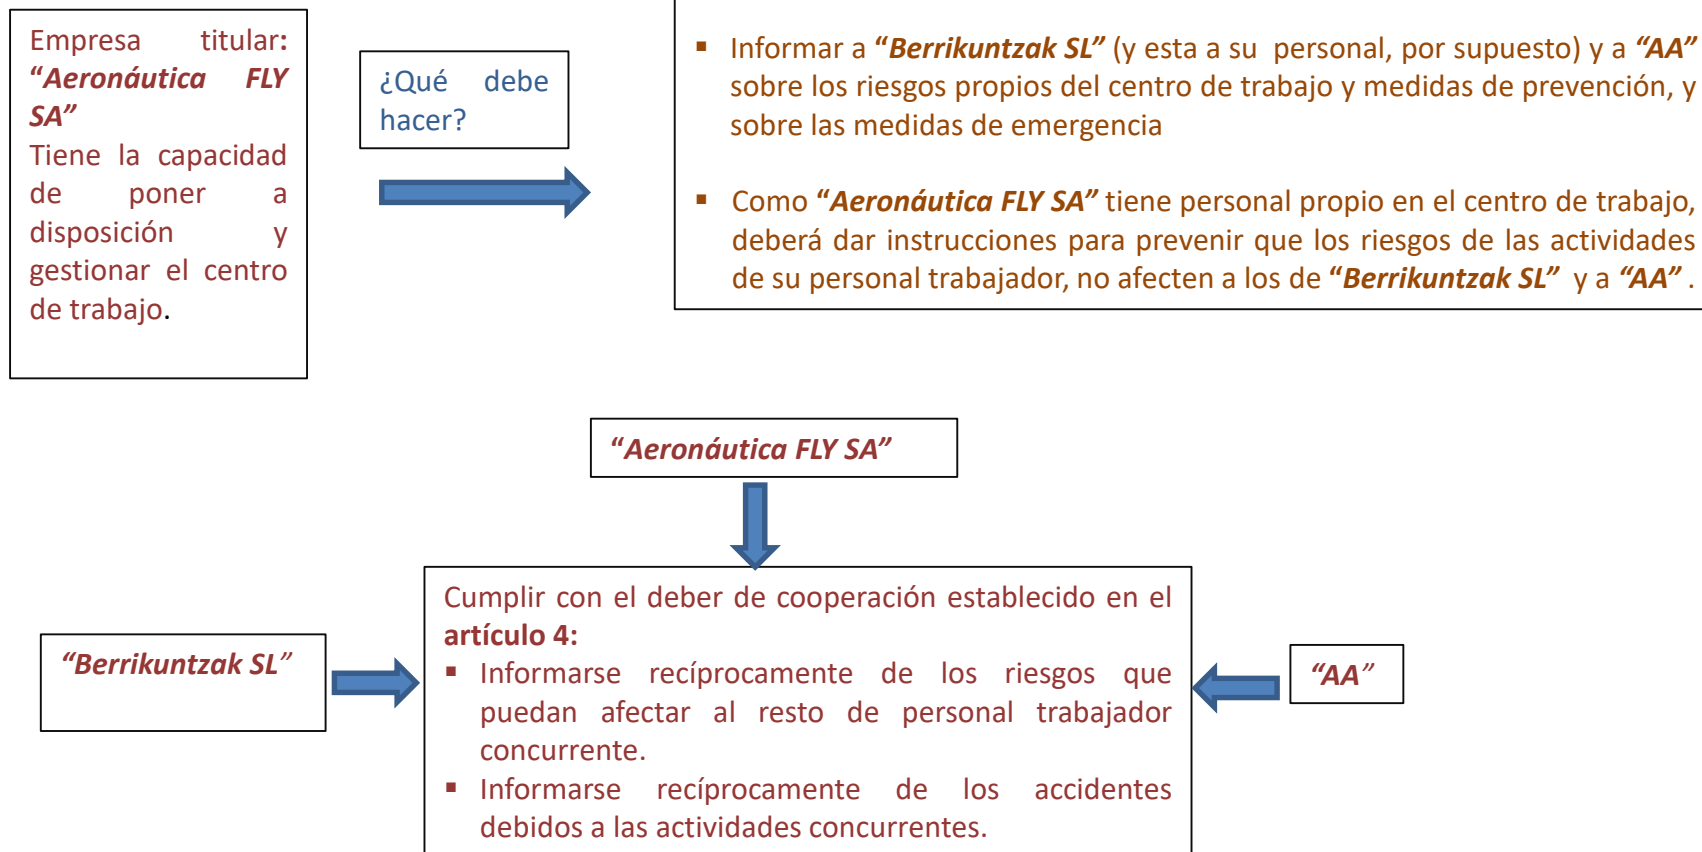 Empresa titular:
“Aeronáutica FLY
SA”
Tiene la capacidad
de poner a
disposición y
gestionar el centro
de trabajo.
¿Qué debe
hacer?
▪ Informar a “Berrikuntzak SL” (y esta a su personal, por supuesto) y a “AA”
sobre los riesgos propios del centro de trabajo y medidas de prevención, y
sobre las medidas de emergencia
▪ Como “Aeronáutica FLY SA” tiene personal propio en el centro de trabajo,
deberá dar instrucciones para prevenir que los riesgos de las actividades
de su personal trabajador, no afecten a los de “Berrikuntzak SL” y a “AA” .
“Aeronáutica FLY SA”
“Berrikuntzak SL”
Cumplir con el deber de cooperación establecido en el
artículo 4:
▪ Informarse recíprocamente de los riesgos que
puedan afectar al resto de personal trabajador
concurrente.
▪ Informarse recíprocamente de los accidentes
debidos a las actividades concurrentes.
“AA”